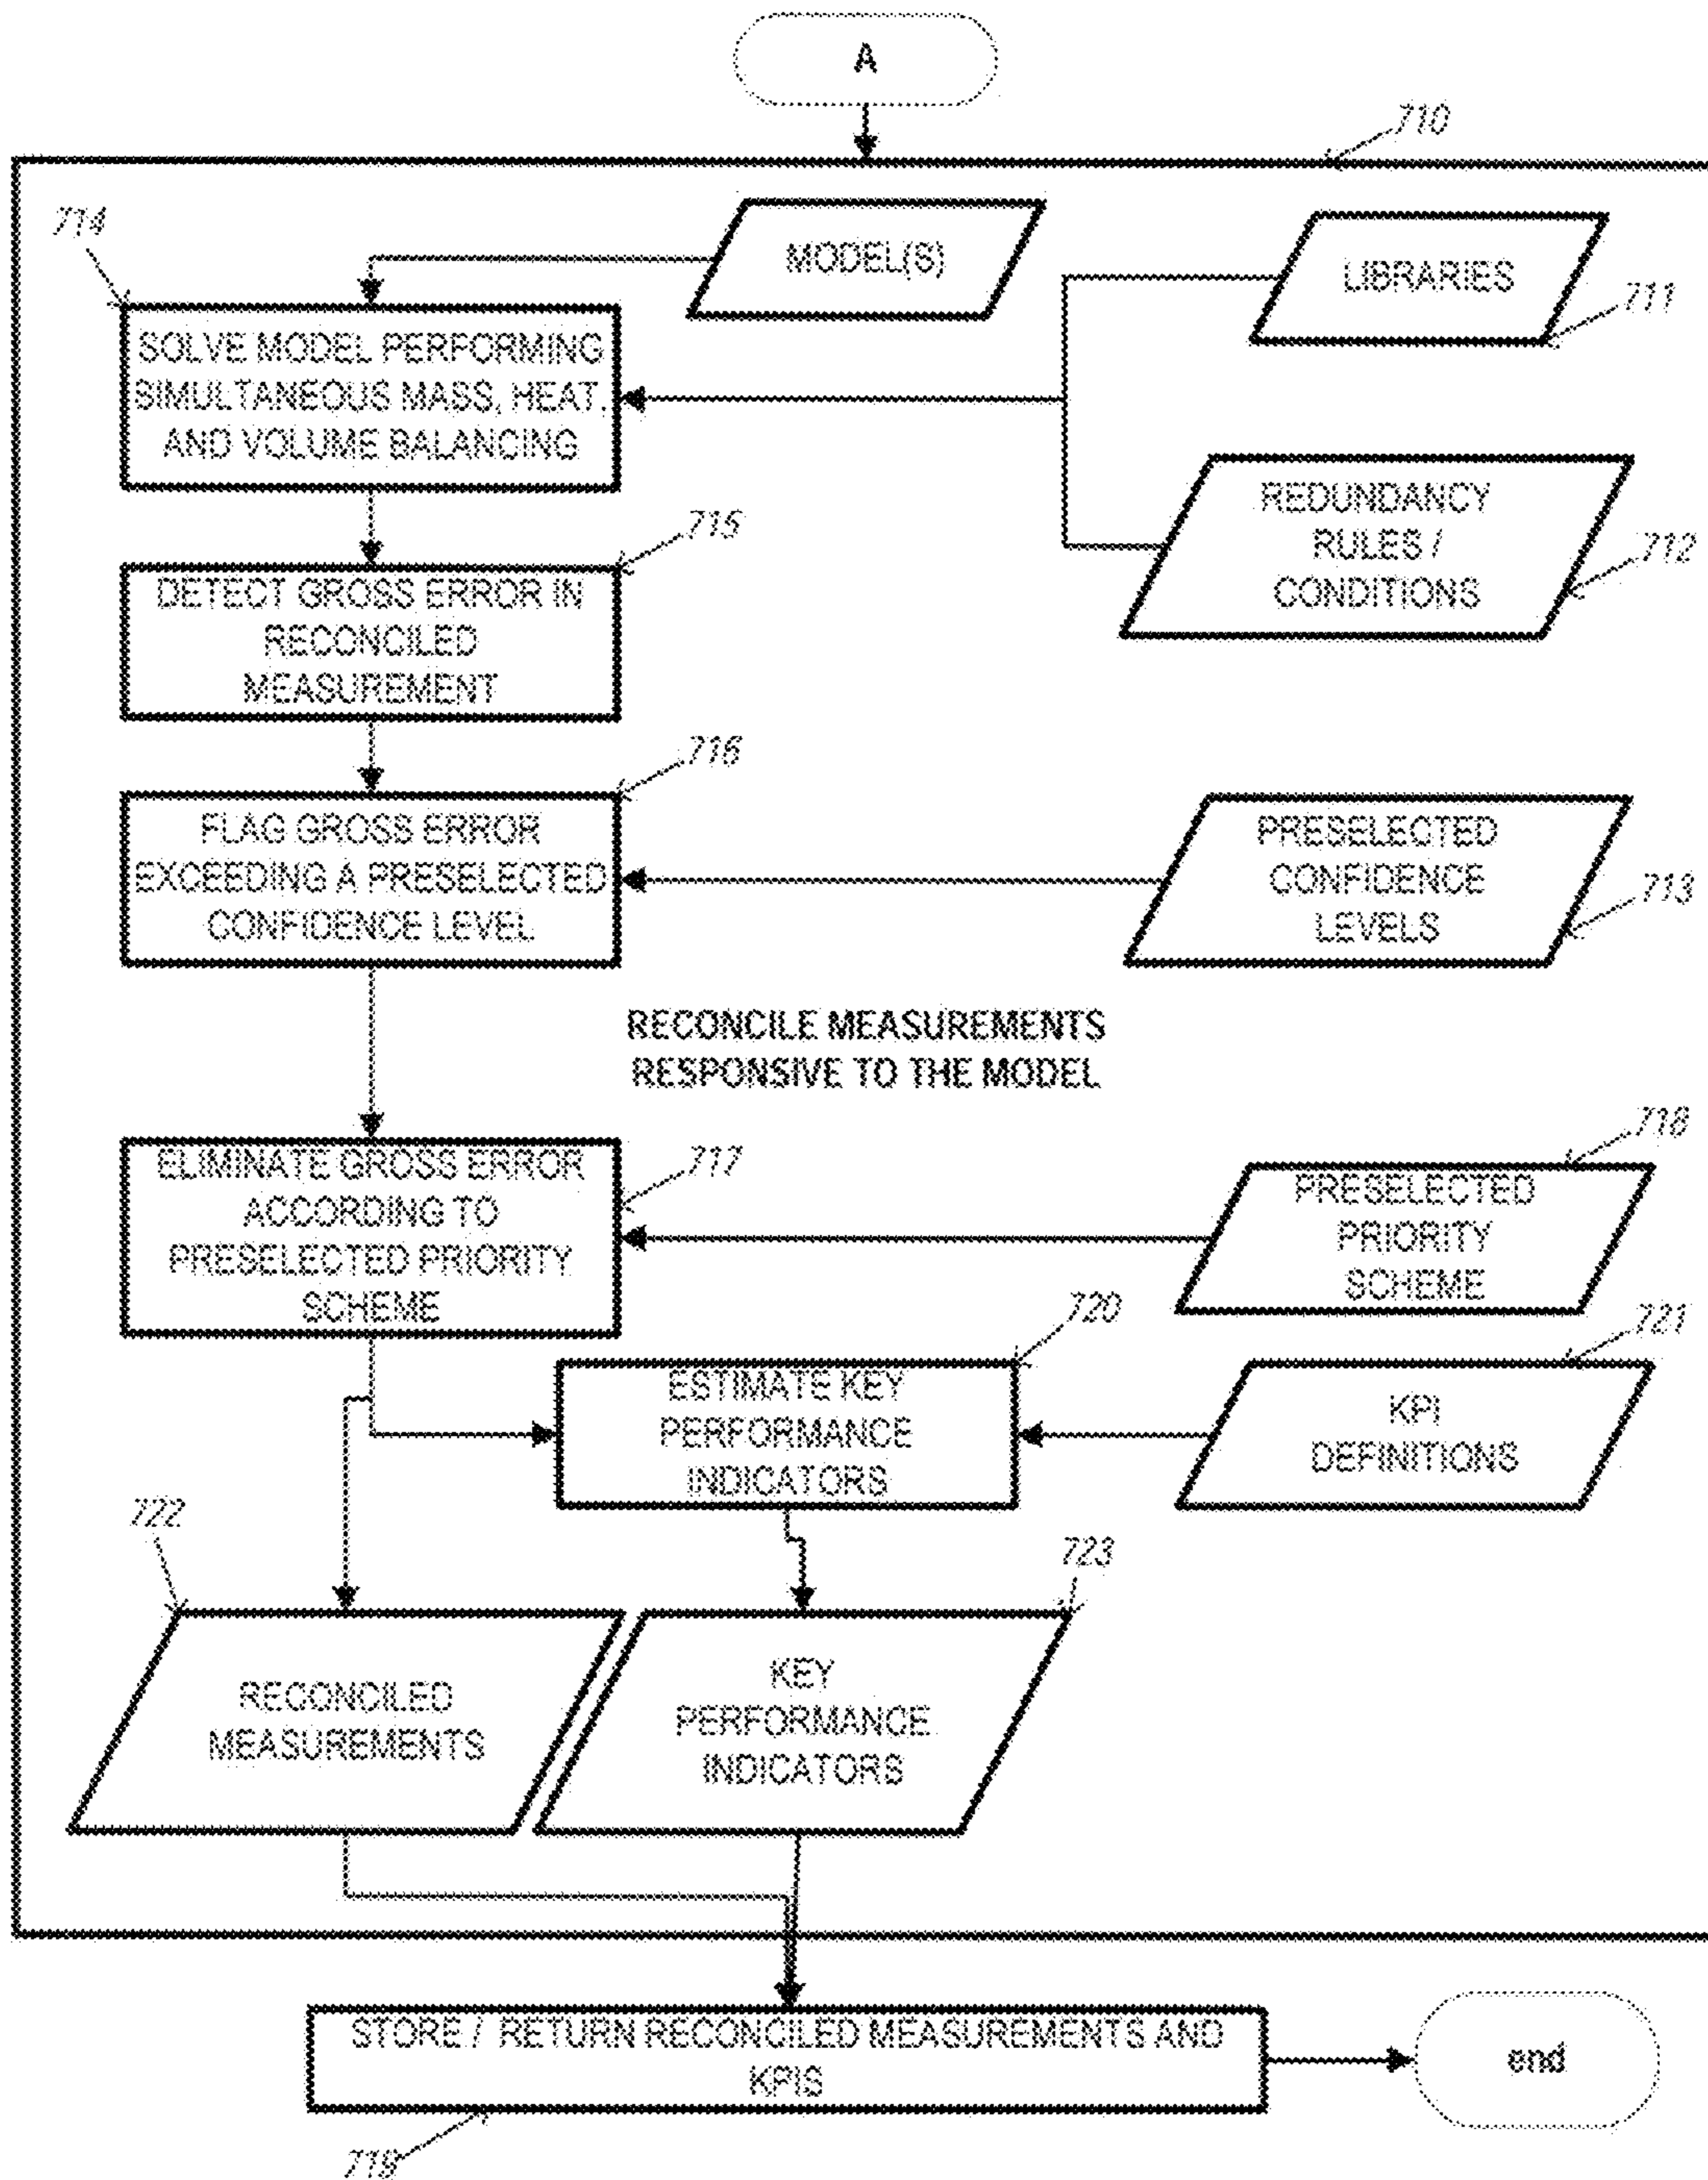 A
710
714
MODEL(S)
LIBRARIES
711
SOLVE MODEL PERFORMING
SIMULTANEOUS MASS, HEAT,
AND VOLUME BALANCING
REDUNDANCY
RULES /
CONDITIONS
712
715
DETECT GROSS ERROR IN
RECONCILED
MEASUREMENT
716
FLAG GROSS ERROR
EXCEEDING A PRESELECTED
CONFIDENCE LEVEL
PRESELECTED
CONFIDENCE
LEVELS
713
RECONCILE MEASUREMENTS
RESPONSIVE TO THE MODEL
717
ELIMINATE GROSS ERROR
ACCORDING TO
PRESELECTED PRIORITY
SCHEME
718
PRESELECTED
PRIORITY
SCHEME
720
ESTIMATE KEY
PERFORMANCE
INDICATORS
721
KPI
DEFINITIONS
722
RECONCILED
MEASUREMENTS
723
KEY
PERFORMANCE
INDICATORS
STORE / RETURN RECONCILED MEASUREMENTS AND
KPIS
end
719